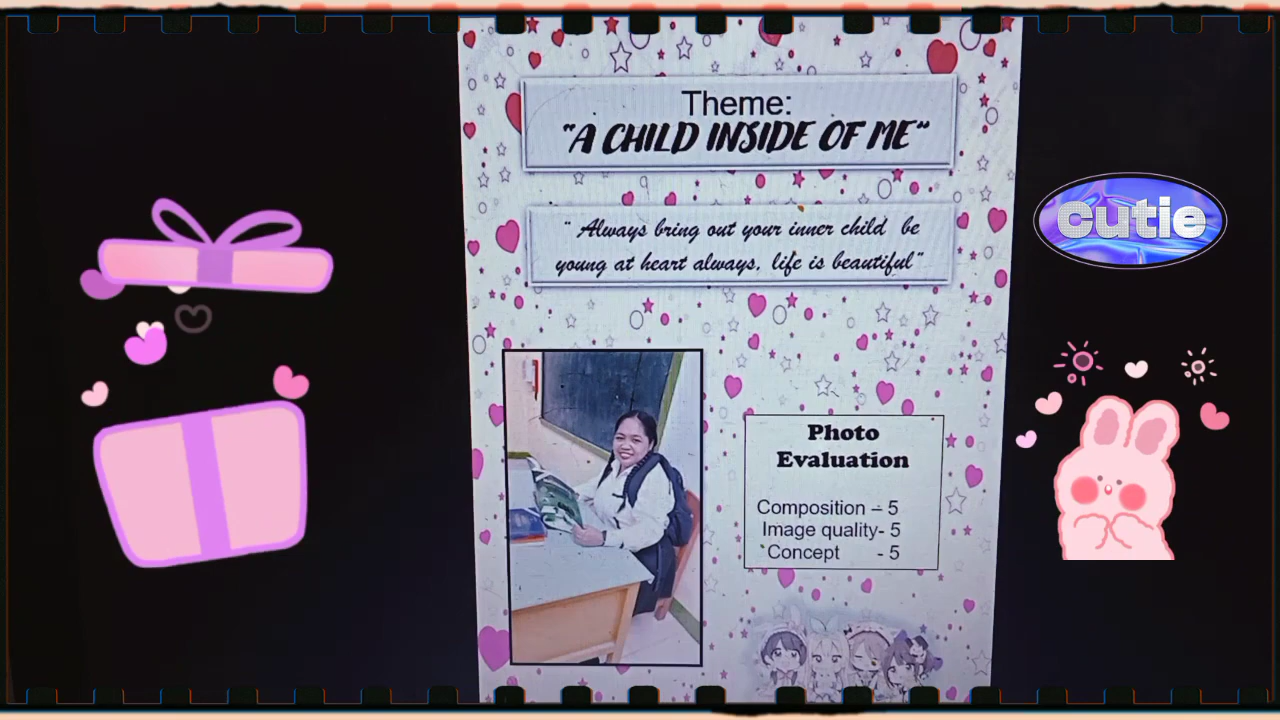 Theme:
"A CHILD INSIDE OF ME"
" Always bring out your inner child be
young at heart always, life is beautiful"
Cutie
Photo
Evaluation
Composition – 5
Image quality- 5
Concept - 5